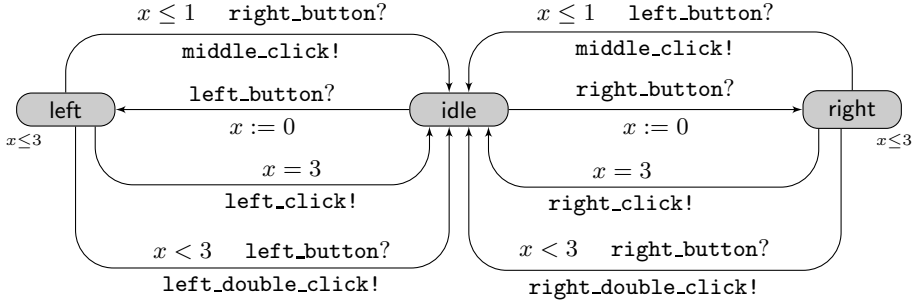 x ≤ 1 right_button?
x ≤ 1 left_button?
middle_click!
middle_click!
left_button?
right_button?
left
idle
right
x≤3
x := 0
x := 0
x≤3
x = 3
x = 3
left_click!
right_click!
x < 3 left_button?
x < 3 right_button?
left_double_click!
right_double_click!